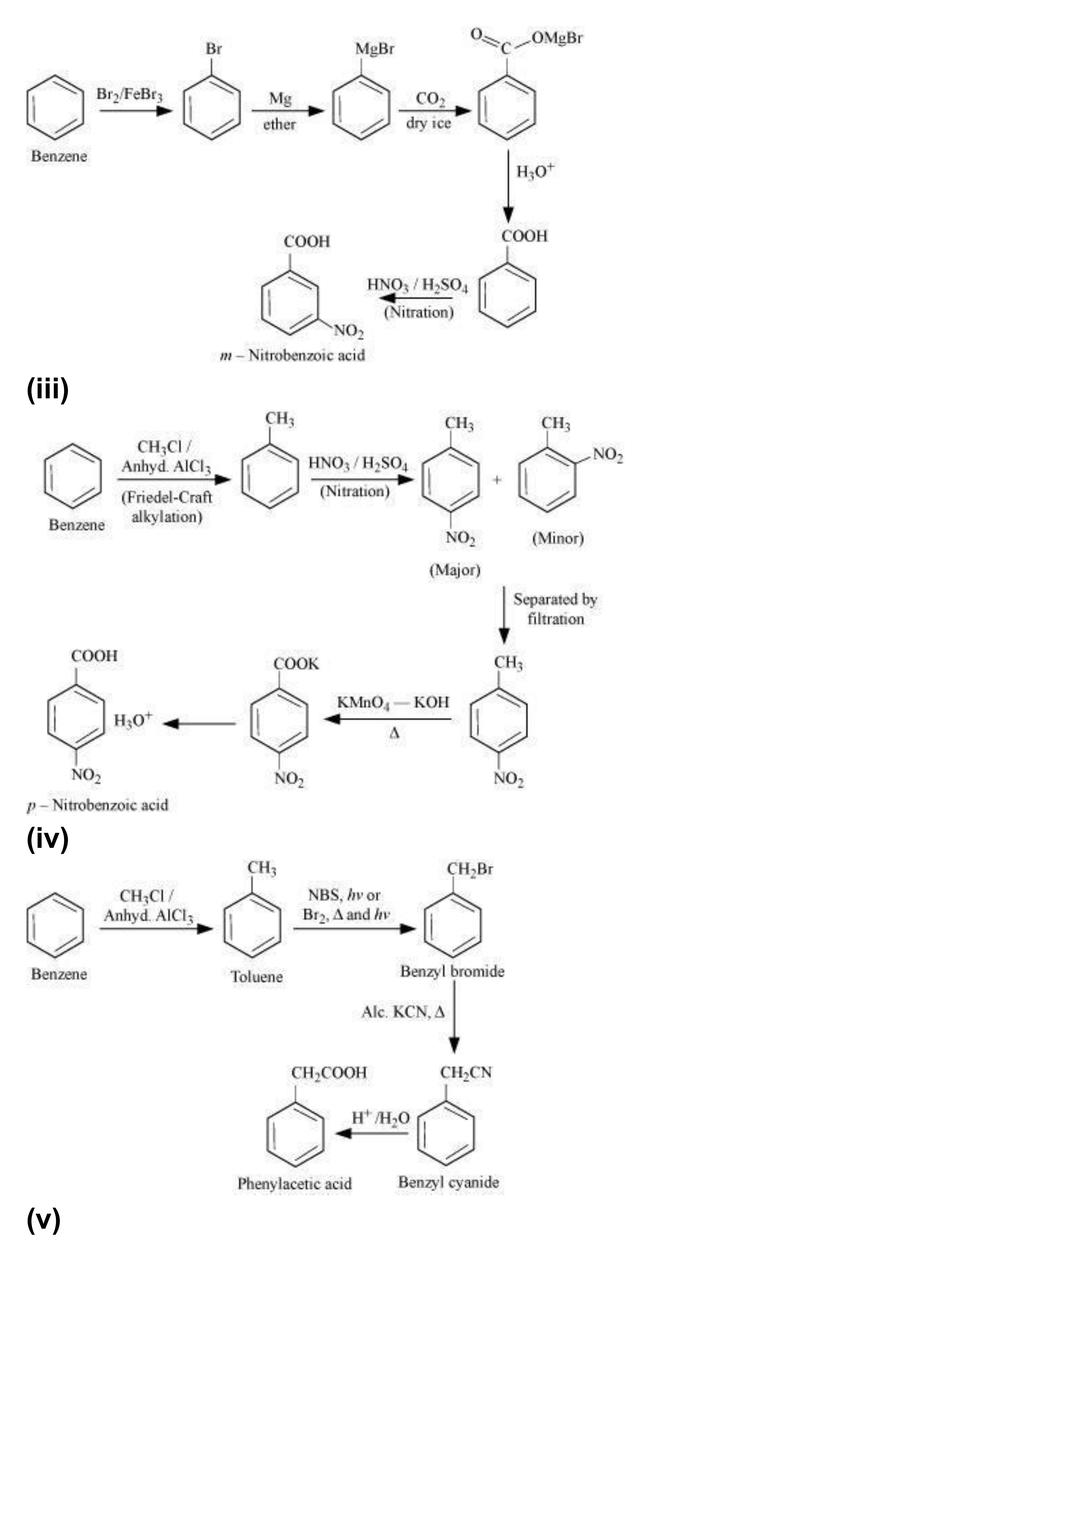 Br
MgBr
O
C
OMgBr
Br₂/FeBr₃
Mg
ether
CO₂
dry ice
Benzene
H₃O⁺
COOH
COOH
HNO₃ / H₂SO₄
(Nitration)
NO₂
m – Nitrobenzoic acid
(iii)
CH₃
CH₃
CH₃
CH₃Cl /
Anhyd. AlCl₃
(Friedel-Craft
alkylation)
HNO₃ / H₂SO₄
(Nitration)
+
NO₂
Benzene
NO₂
(Minor)
(Major)
Separated by
filtration
COOH
COOK
CH₃
H₃O⁺
KMnO₄ — KOH
Δ
NO₂
NO₂
NO₂
p – Nitrobenzoic acid
(iv)
CH₃
CH₂Br
CH₃Cl /
Anhyd. AlCl₃
NBS, hν or
Br₂, Δ and hν
Benzene
Toluene
Benzyl bromide
Alc. KCN, Δ
CH₂COOH
CH₂CN
H⁺ /H₂O
Phenylacetic acid
Benzyl cyanide
(v)